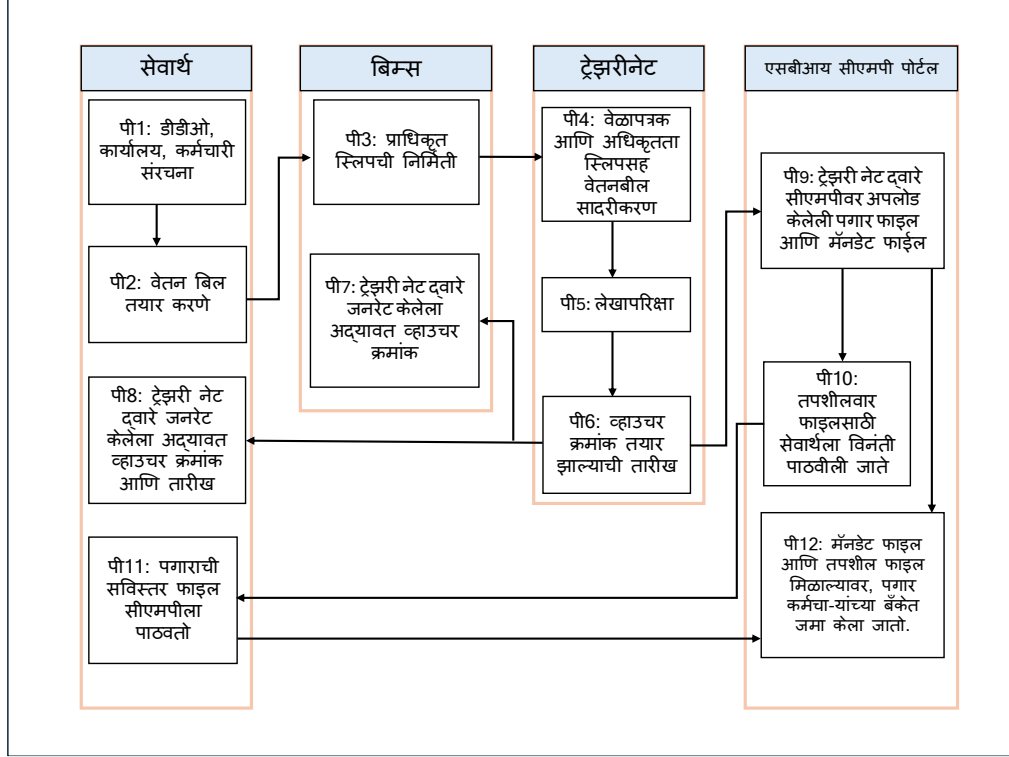 सेवार्थ
पी1: डीडीओ,
कार्यालय, कर्मचारी
संरचना
पी2: वेतन बिल
तयार करणे
पी8: ट्रेझरी नेट
द्वारे जनरेट
केलेला अद्यावत
व्हाउचर क्रमांक
आणि तारीख
पी11: पगाराची
सविस्तर फाइल
सीएमपीला
पाठवतो
बिम्स
पी3: प्राधिकृत
स्लिपची निर्मिती
पी7: ट्रेझरी नेट द्वारे
जनरेट केलेला
अद्यावत व्हाउचर
क्रमांक
ट्रेझरीनेट
पी4: वेळापत्रक
आणि अधिकृतता
स्लिपसह
वेतनबील
सादरीकरण
पी5: लेखापरिक्षा
पी6: व्हाउचर
क्रमांक तयार
झाल्याची तारीख
एसबीआय सीएमपी पोर्टल
पी9: ट्रेझरी नेट द्वारे
सीएमपीवर अपलोड
केलेली पगार फाइल
आणि मॅनडेट फाईल
पी10:
तपशीलवार
फाइलसाठी
सेवार्थला विनंती
पाठवीली जाते
पी12: मॅनडेट फाइल
आणि तपशील फाइल
मिळाल्यावर, पगार
कर्मचा-यांच्या बँकेत
जमा केला जातो.